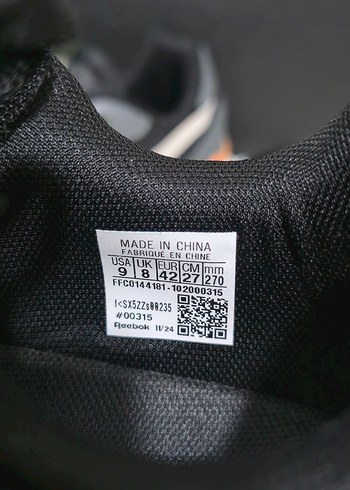 MADE IN CHINA
FABRIQUE EN CHINE
USA UK EUR CM mm
9 8 42 27 270
FFC0144181-102000315
I<SX5ZZs00235
#00315
Reebok 11/24